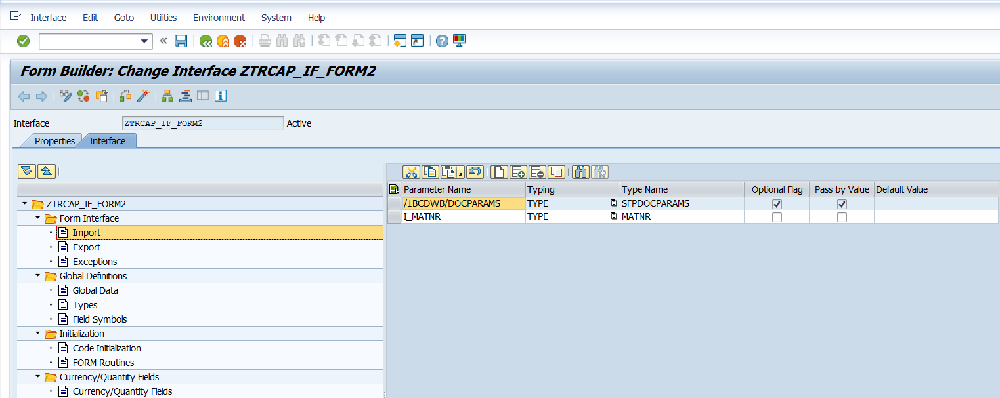 Interface Edit Goto Utilities Environment System Help
Form Builder: Change Interface ZTRCAP_IF_FORM2
Interface ZTRCAP_IF_FORM2 Active
Properties Interface
Parameter Name Typing Type Name Optional Flag Pass by Value Default Value
/1BCDWB/DOCPARAMS TYPE SFPDOCPARAMS
I_MATNR TYPE MATNR
ZTRCAP_IF_FORM2
Form Interface
Import
Export
Exceptions
Global Definitions
Global Data
Types
Field Symbols
Initialization
Code Initialization
FORM Routines
Currency/Quantity Fields
Currency/Quantity Fields